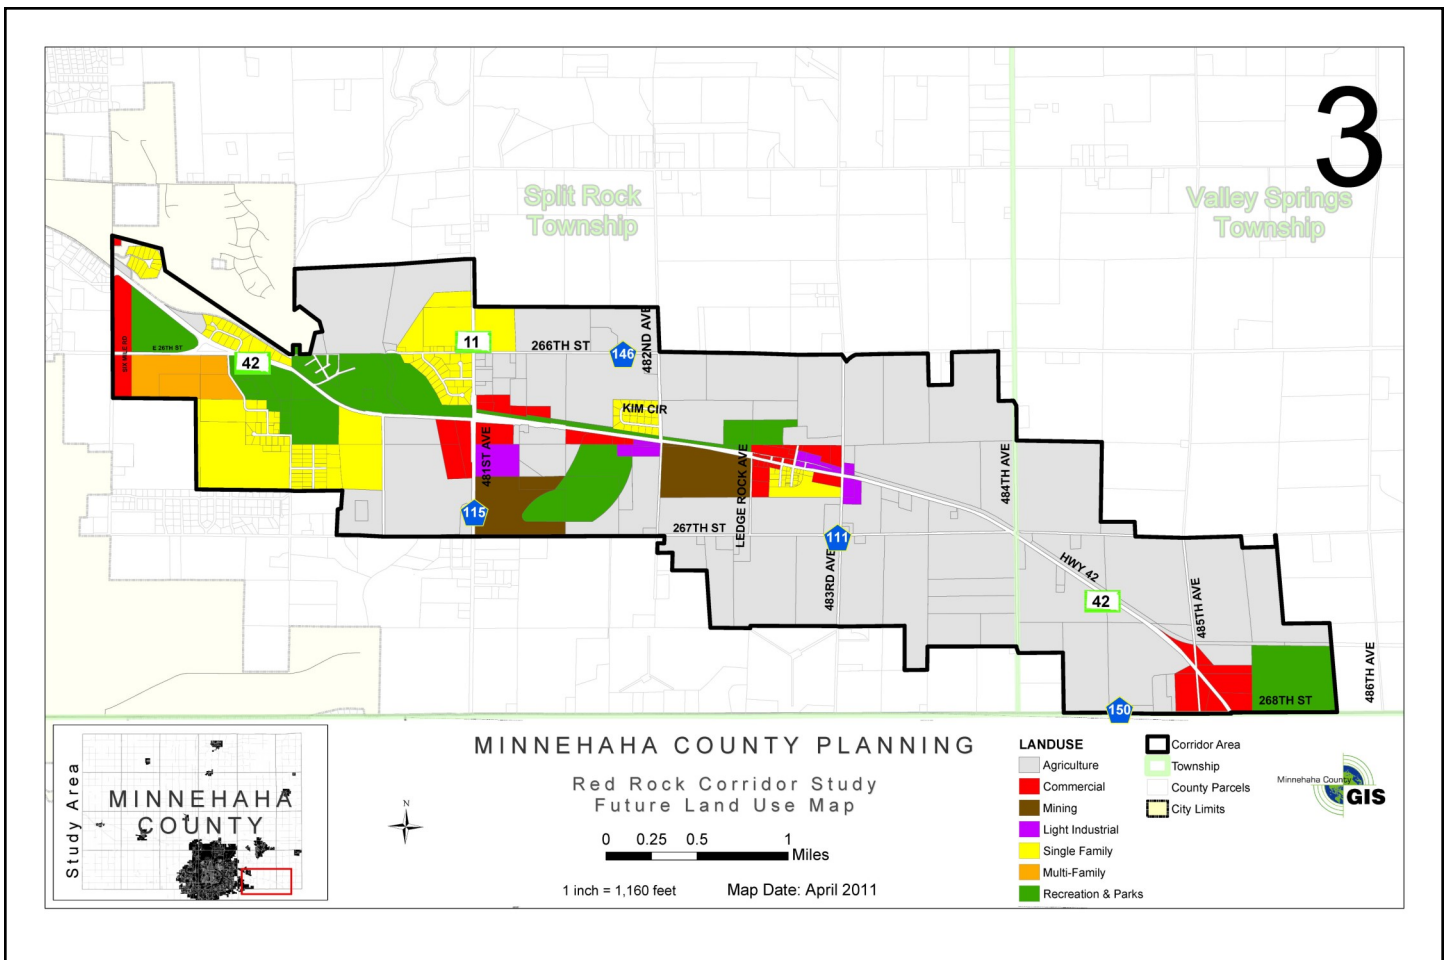 3
Split Rock
Township
Valley Springs
Township
E 26TH ST
42
11
266TH ST
146
482ND AVE
KIM CIR
481ST AVE
115
LEDGE ROCK AVE
267TH ST
111
483RD AVE
484TH AVE
HWY 42
42
485TH AVE
486TH AVE
268TH ST
150
Study Area
MINNEHAHA
COUNTY
MINNEHAHA COUNTY PLANNING
Red Rock Corridor Study
Future Land Use Map
N
0 0.25 0.5 1
Miles
1 inch = 1,160 feet
Map Date: April 2011
LANDUSE
Agriculture
Commercial
Mining
Light Industrial
Single Family
Multi-Family
Recreation & Parks
Corridor Area
Township
County Parcels
City Limits
Minnehaha County
GIS